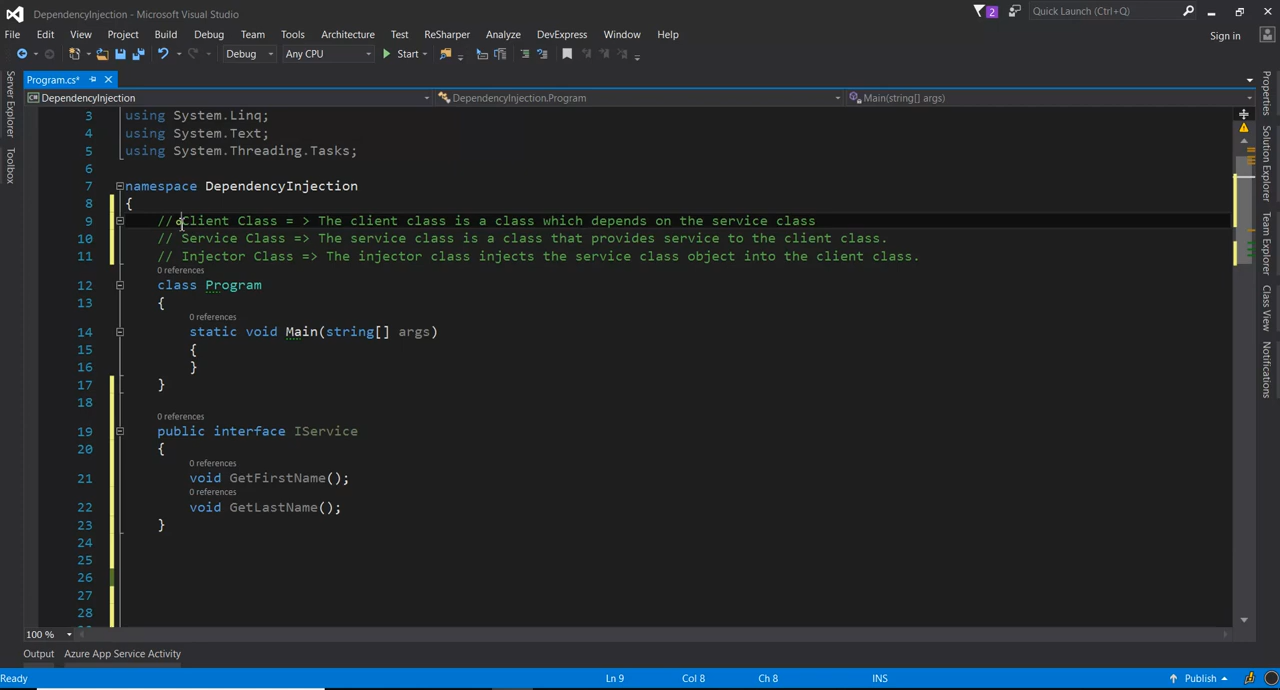 DependencyInjection - Microsoft Visual Studio
2
Quick Launch (Ctrl+Q)
File Edit View Project Build Debug Team Tools Architecture Test ReSharper Analyze DevExpress Window Help
Sign in
Debug Any CPU Start
Program.cs*
DependencyInjection DependencyInjection.Program Main(string[] args)
Server Explorer
Toolbox
Properties
Solution Explorer
Team Explorer
Class View
Notifications
3 using System.Linq;
4 using System.Text;
5 using System.Threading.Tasks;
6
7 namespace DependencyInjection
8 {
9 // Client Class = > The client class is a class which depends on the service class
10 // Service Class => The service class is a class that provides service to the client class.
11 // Injector Class => The injector class injects the service class object into the client class.
0 references
12 class Program
13 {
0 references
14 static void Main(string[] args)
15 {
16 }
17 }
18
0 references
19 public interface IService
20 {
0 references
21 void GetFirstName();
0 references
22 void GetLastName();
23 }
24
25
26
27
28
100 %
Output Azure App Service Activity
Ready Ln 9 Col 8 Ch 8 INS Publish